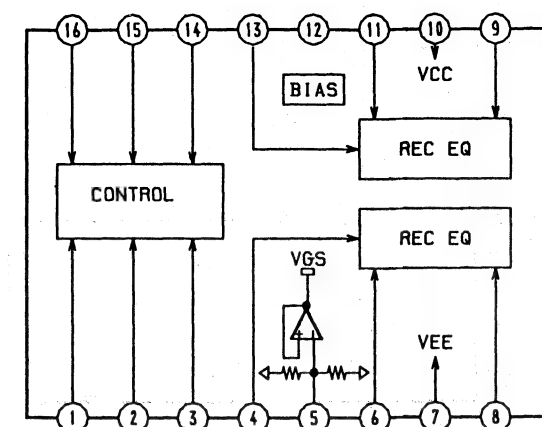 16 15 14 13 12 11 10 9
BIAS
VCC
REC EQ
CONTROL
REC EQ
VGS
VEE
1 2 3 4 5 6 7 8